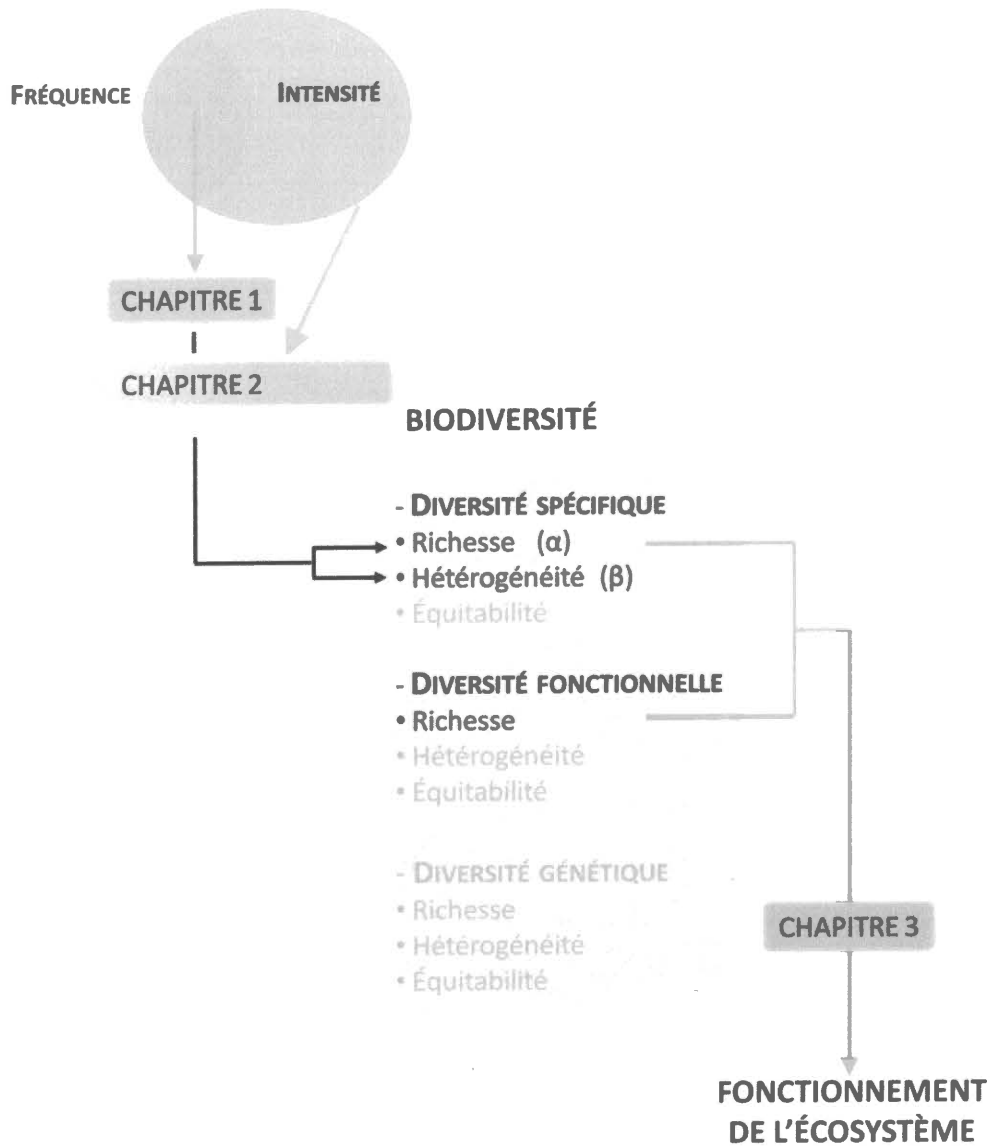 FRÉQUENCE
INTENSITÉ
CHAPITRE 1
CHAPITRE 2
BIODIVERSITÉ
- DIVERSITÉ SPÉCIFIQUE
• Richesse (α)
• Hétérogénéité (β)
• Équitabilité
- DIVERSITÉ FONCTIONNELLE
• Richesse
• Hétérogénéité
• Équitabilité
- DIVERSITÉ GÉNÉTIQUE
• Richesse
• Hétérogénéité
• Équitabilité
CHAPITRE 3
FONCTIONNEMENT
DE L'ÉCOSYSTÈME